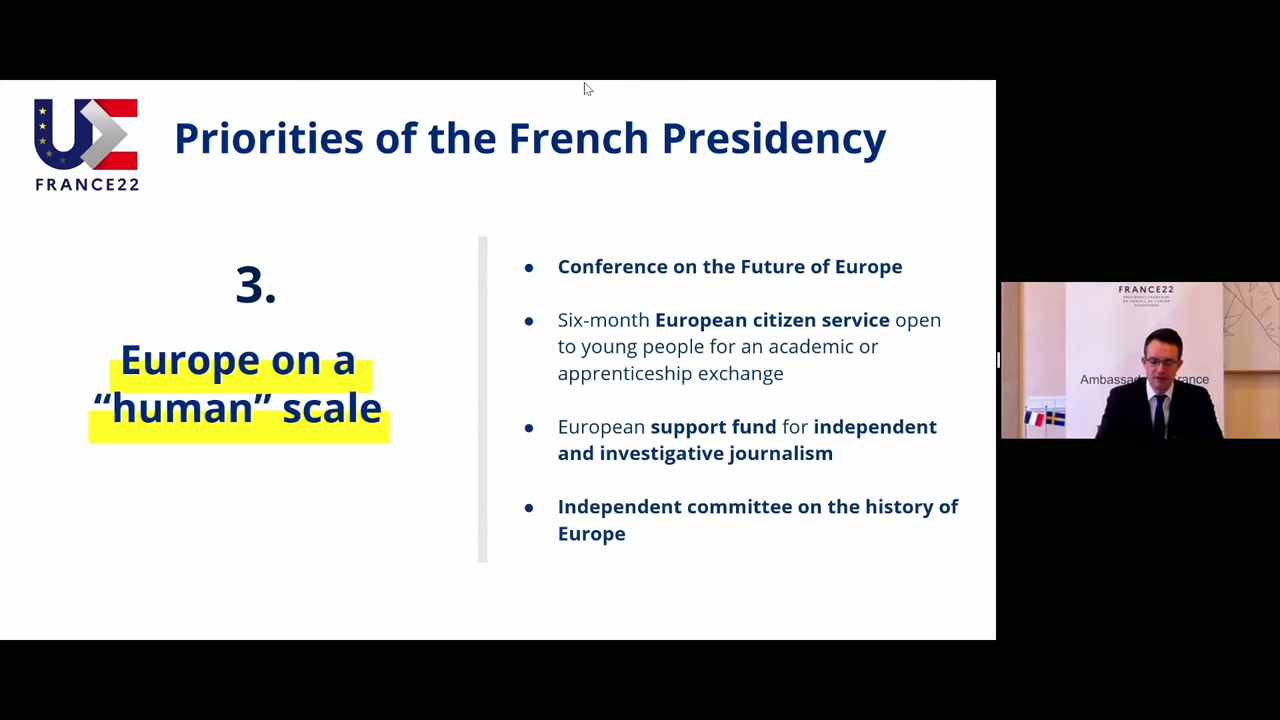 UE
FRANCE22
Priorities of the French Presidency
3.
Europe on a
“human” scale
● Conference on the Future of Europe
● Six-month European citizen service open
to young people for an academic or
apprenticeship exchange
● European support fund for independent
and investigative journalism
● Independent committee on the history of
Europe
FRANCE22